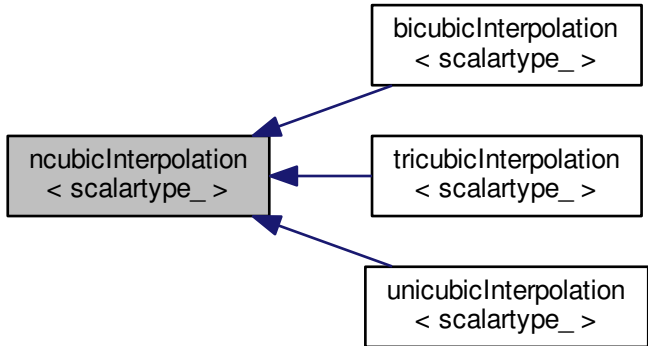 bicubicInterpolation
< scalartype_ >
ncubicInterpolation
< scalartype_ >
tricubicInterpolation
< scalartype_ >
unicubicInterpolation
< scalartype_ >